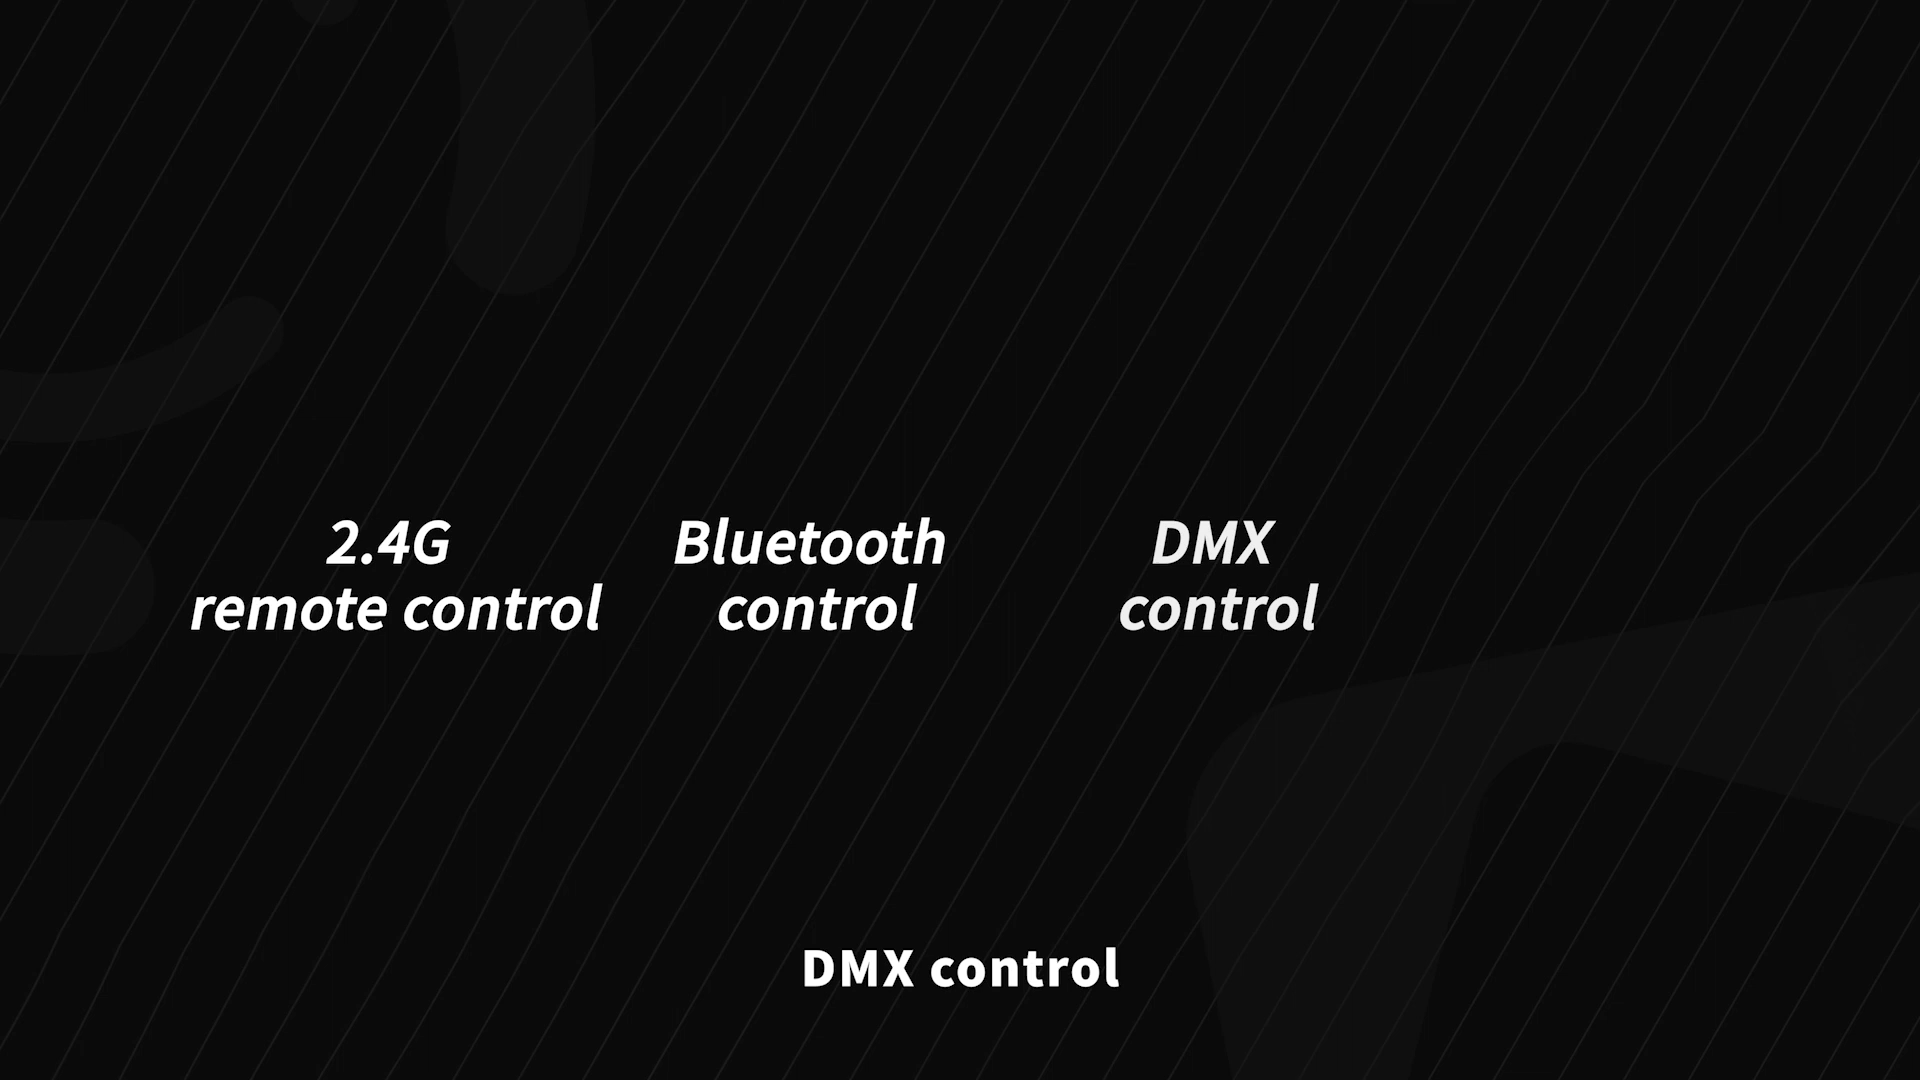 2.4G
remote control
Bluetooth
control
DMX
control
DMX control